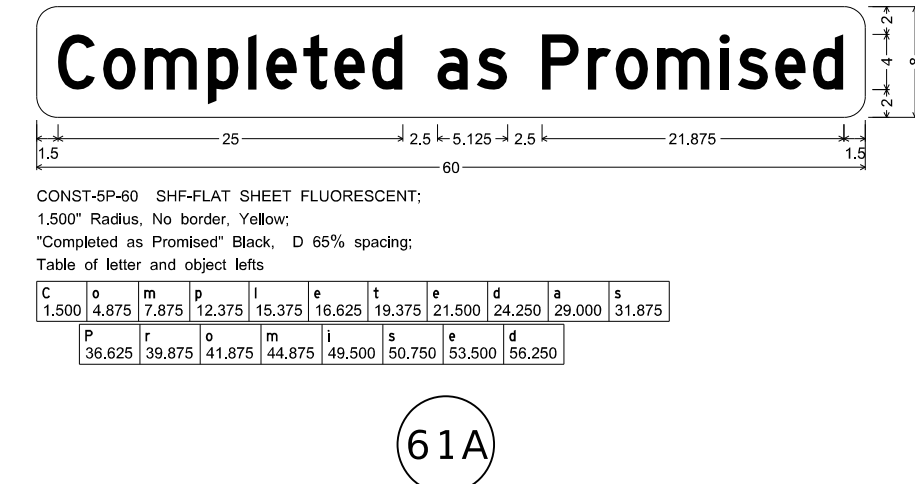 Completed as Promised
2
4
2
8
1.5 25 2.5 5.125 2.5 21.875 1.5
60
CONST-5P-60 SHF-FLAT SHEET FLUORESCENT;
1.500" Radius, No border, Yellow;
"Completed as Promised" Black, D 65% spacing;
Table of letter and object lefts
C o m p l e t e d a s
1.500 4.875 7.875 12.375 15.375 16.625 19.375 21.500 24.250 29.000 31.875
P r o m i s e d
36.625 39.875 41.875 44.875 49.500 50.750 53.500 56.250
61A